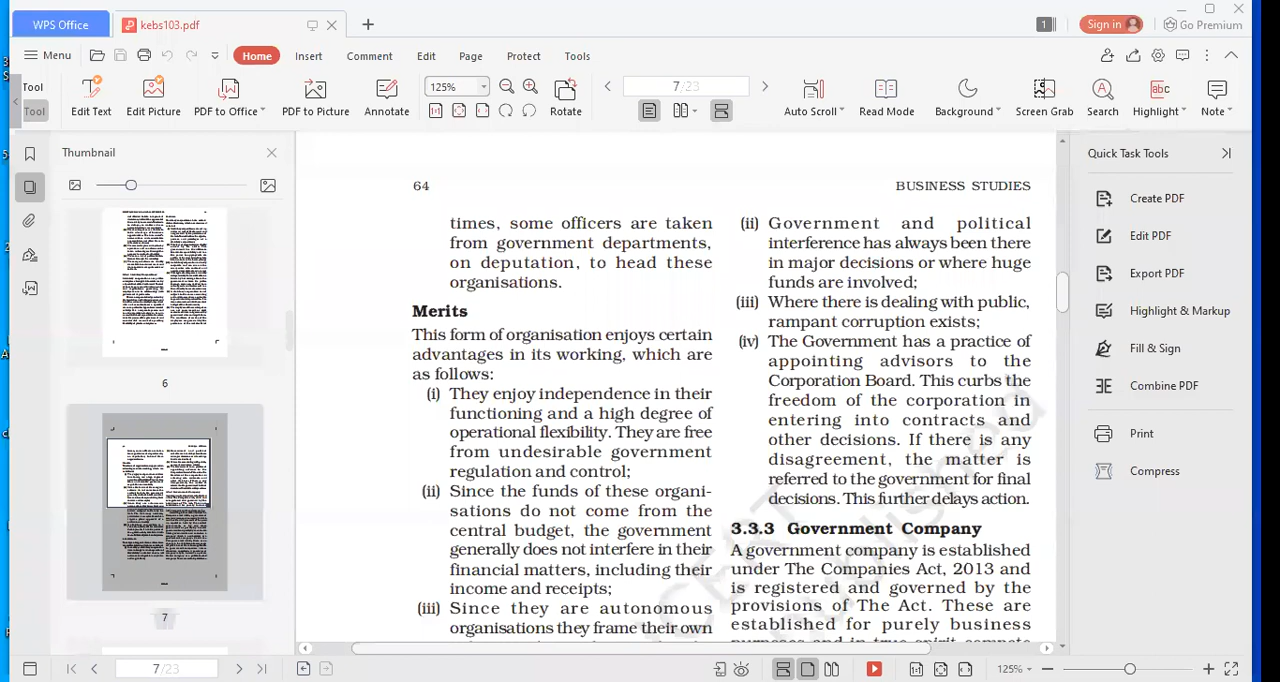 WPS Office
kebs103.pdf
1
Sign in
Go Premium
Menu
Home
Insert
Comment
Edit
Page
Protect
Tools
Tool
Tool
Edit Text
Edit Picture
PDF to Office
PDF to Picture
Annotate
125%
Rotate
7/23
Auto Scroll
Read Mode
Background
Screen Grab
Search
Highlight
Note
Thumbnail
6
7
64
BUSINESS STUDIES
times, some officers are taken
from government departments,
on deputation, to head these
organisations.
Merits
This form of organisation enjoys certain
advantages in its working, which are
as follows:
(i) They enjoy independence in their
functioning and a high degree of
operational flexibility. They are free
from undesirable government
regulation and control;
(ii) Since the funds of these organi-
sations do not come from the
central budget, the government
generally does not interfere in their
financial matters, including their
income and receipts;
(iii) Since they are autonomous
organisations they frame their own
(ii) Government and political
interference has always been there
in major decisions or where huge
funds are involved;
(iii) Where there is dealing with public,
rampant corruption exists;
(iv) The Government has a practice of
appointing advisors to the
Corporation Board. This curbs the
freedom of the corporation in
entering into contracts and
other decisions. If there is any
disagreement, the matter is
referred to the government for final
decisions. This further delays action.
3.3.3 Government Company
A government company is established
under The Companies Act, 2013 and
is registered and governed by the
provisions of The Act. These are
established for purely business
purposes and in true spirit compete
Quick Task Tools
Create PDF
Edit PDF
Export PDF
Highlight & Markup
Fill & Sign
Combine PDF
Print
Compress
7/23
125%